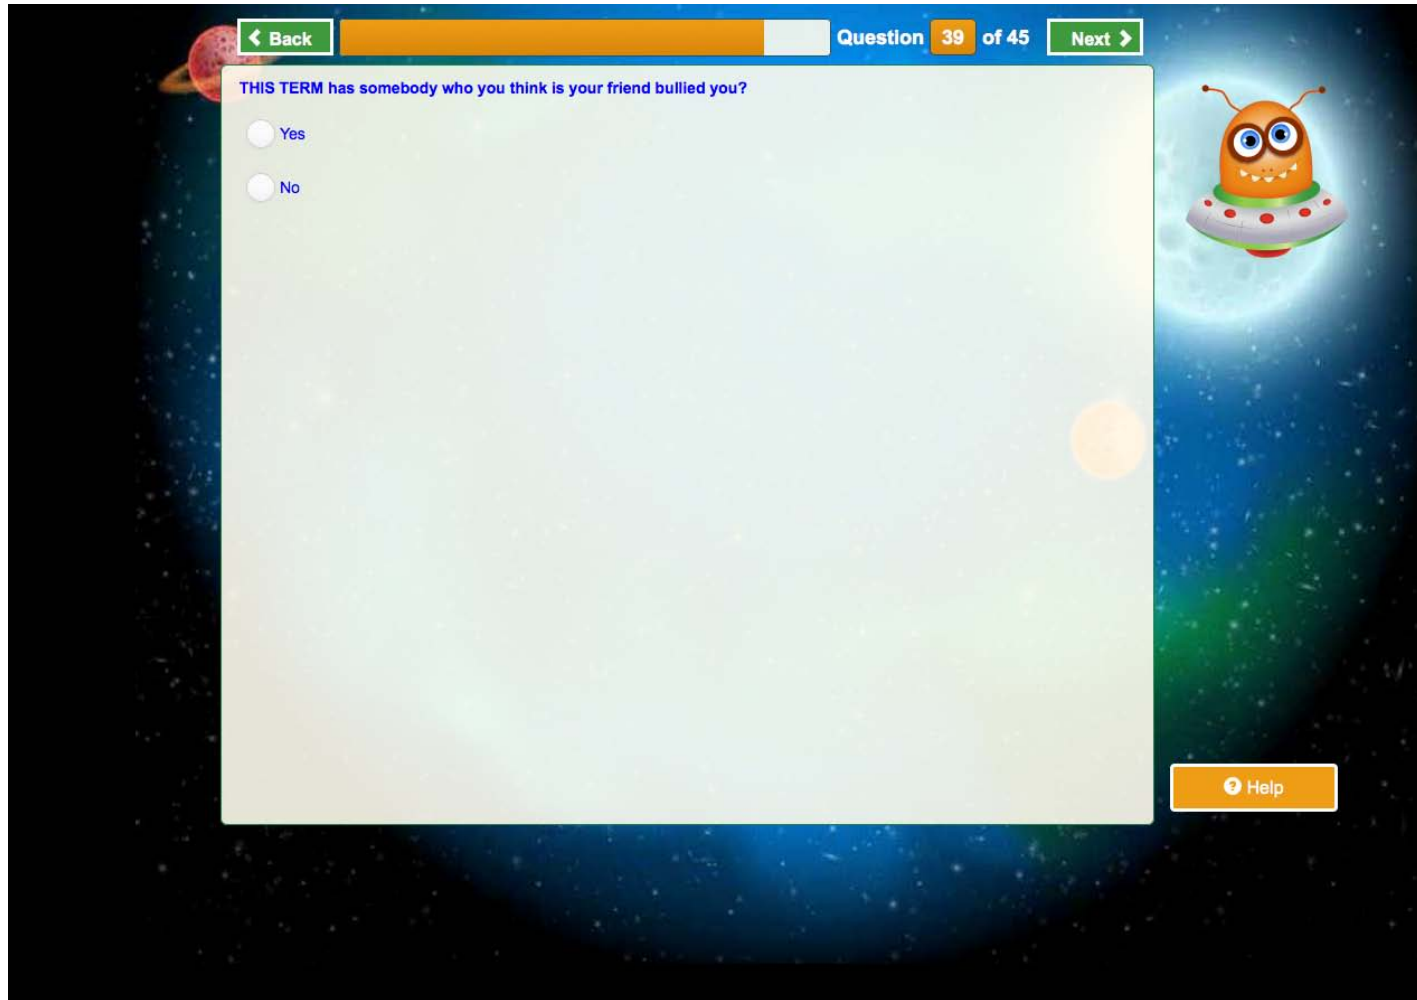 Back
Question 39 of 45
Next
THIS TERM has somebody who you think is your friend bullied you?
Yes
No
Help